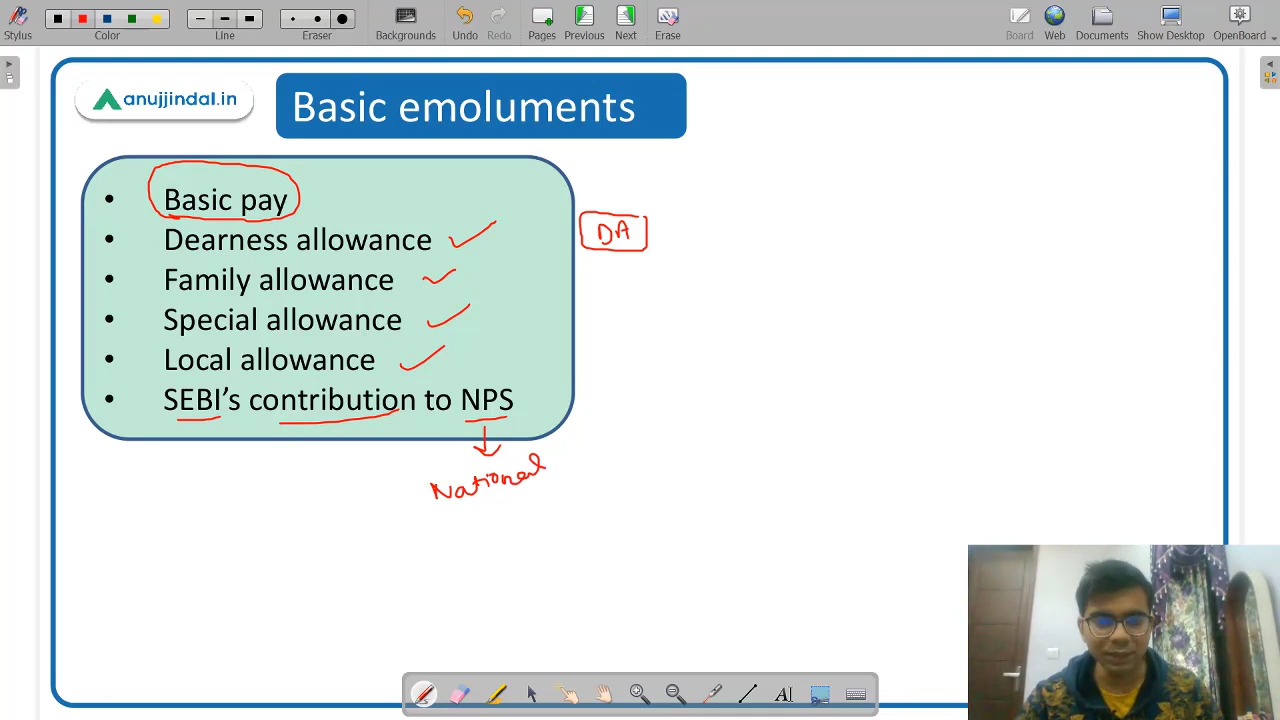 Stylus
Color
Line
Eraser
Backgrounds
Undo
Redo
Pages
Previous
Next
Erase
Board
Web
Documents
Show Desktop
OpenBoard
anujjindal.in
Basic emoluments
• Basic pay
• Dearness allowance
DA
• Family allowance
• Special allowance
• Local allowance
• SEBI's contribution to NPS
National